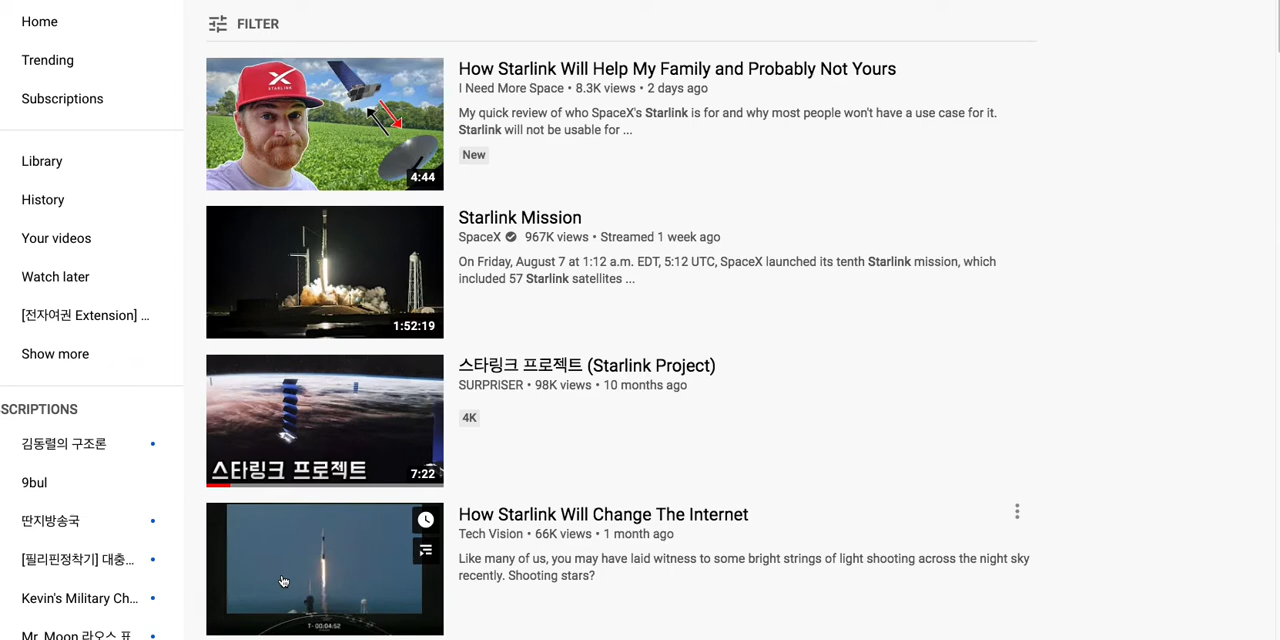 Home
Trending
Subscriptions
Library
History
Your videos
Watch later
[전자여권 Extension] ...
Show more
SCRIPTIONS
김동렬의 구조론
9bul
딴지방송국
[필리핀정착기] 대충...
Kevin's Military Ch...
Mr. Moon 라오스 표
FILTER
STARLINK
4:44
How Starlink Will Help My Family and Probably Not Yours
I Need More Space • 8.3K views • 2 days ago
My quick review of who SpaceX's Starlink is for and why most people won't have a use case for it.
Starlink will not be usable for ...
New
1:52:19
Starlink Mission
SpaceX 967K views • Streamed 1 week ago
On Friday, August 7 at 1:12 a.m. EDT, 5:12 UTC, SpaceX launched its tenth Starlink mission, which
included 57 Starlink satellites ...
스타링크 프로젝트
7:22
스타링크 프로젝트 (Starlink Project)
SURPRISER • 98K views • 10 months ago
4K
T- 00:04:52
How Starlink Will Change The Internet
Tech Vision • 66K views • 1 month ago
Like many of us, you may have laid witness to some bright strings of light shooting across the night sky
recently. Shooting stars?